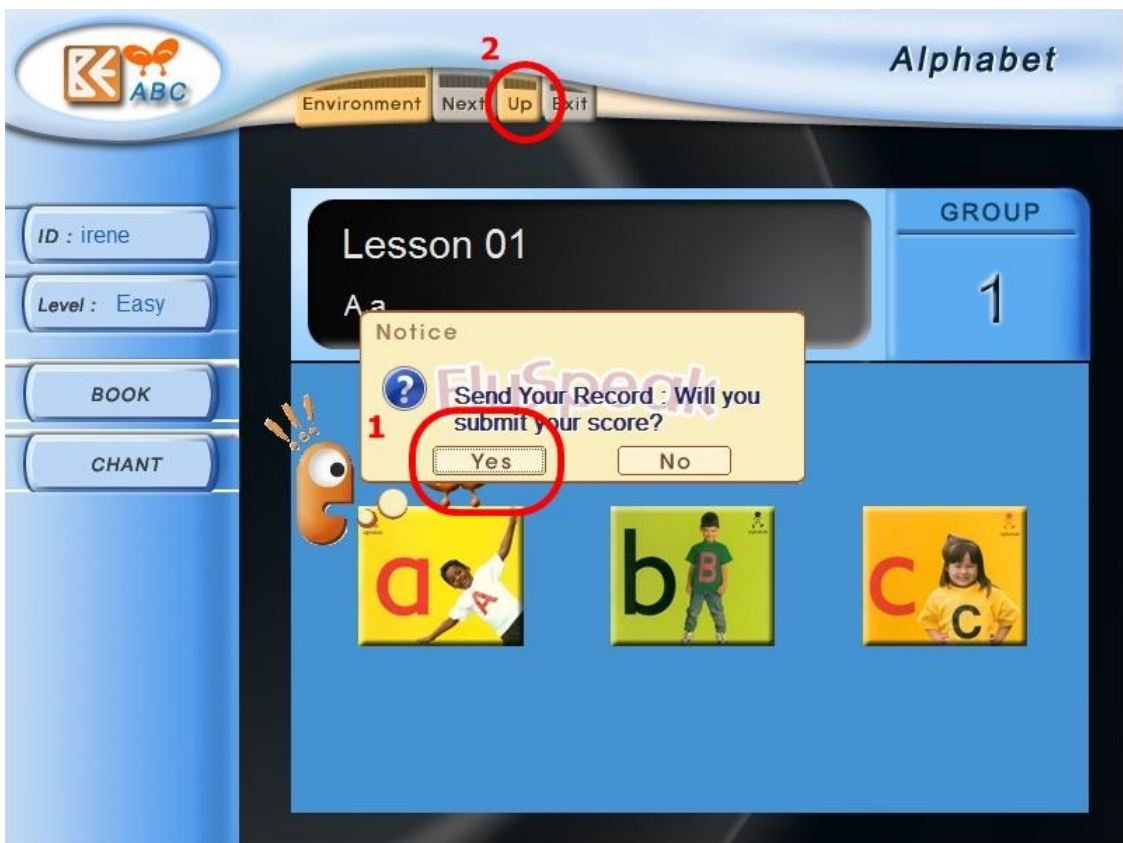 BE ABC
2
Alphabet
Environment Next Up Exit
ID : irene
Level : Easy
BOOK
CHANT
Lesson 01
A a
GROUP
1
Notice
FluSpeak
Send Your Record : Will you
submit your score?
1
Yes No
!!!
e
a A
b B
c C